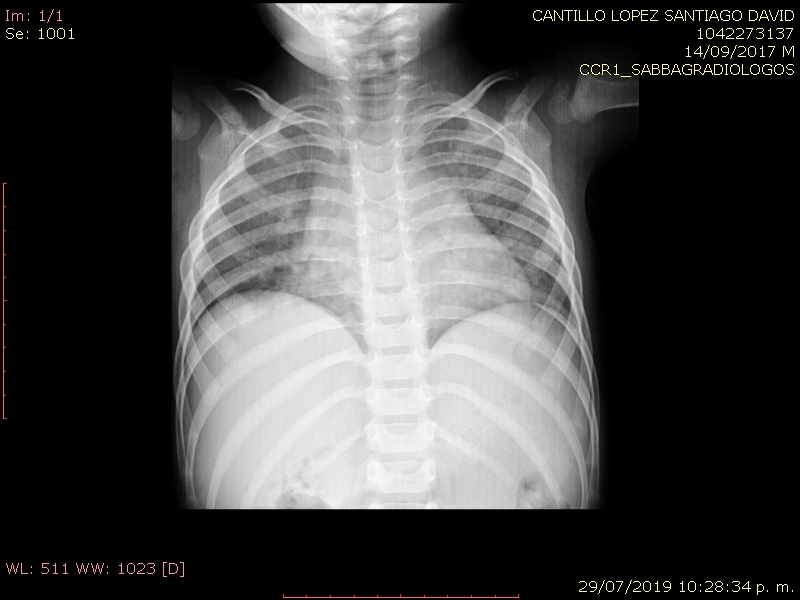 Im: 1/1
Se: 1001
CANTILLO LOPEZ SANTIAGO DAVID
1042273137
14/09/2017 M
CCR1_SABBAGRADIOLOGOS
WL: 511 WW: 1023 [D]
29/07/2019 10:28:34 p. m.